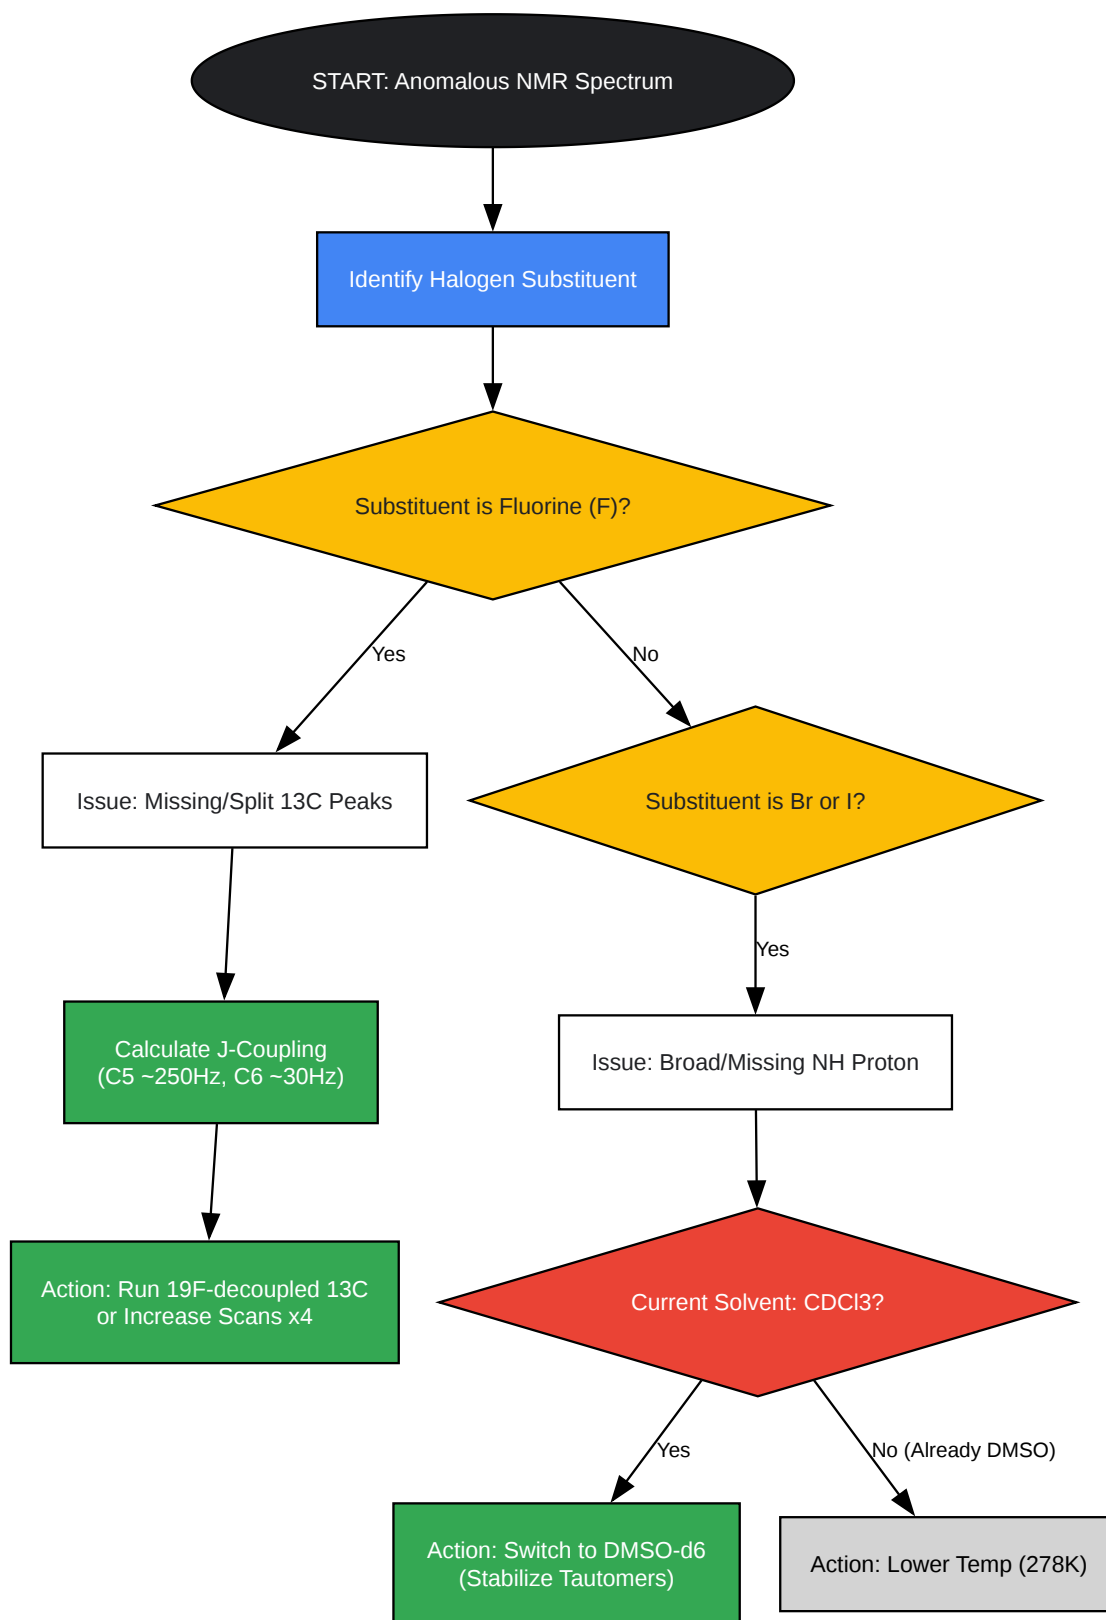 START: Anomalous NMR Spectrum
Identify Halogen Substituent
Substituent is Fluorine (F)?
Yes
No
Issue: Missing/Split 13C Peaks
Substituent is Br or I?
Yes
Calculate J-Coupling
(C5 ~250Hz, C6 ~30Hz)
Issue: Broad/Missing NH Proton
Action: Run 19F-decoupled 13C
or Increase Scans x4
Current Solvent: CDCl3?
Yes
No (Already DMSO)
Action: Switch to DMSO-d6
(Stabilize Tautomers)
Action: Lower Temp (278K)